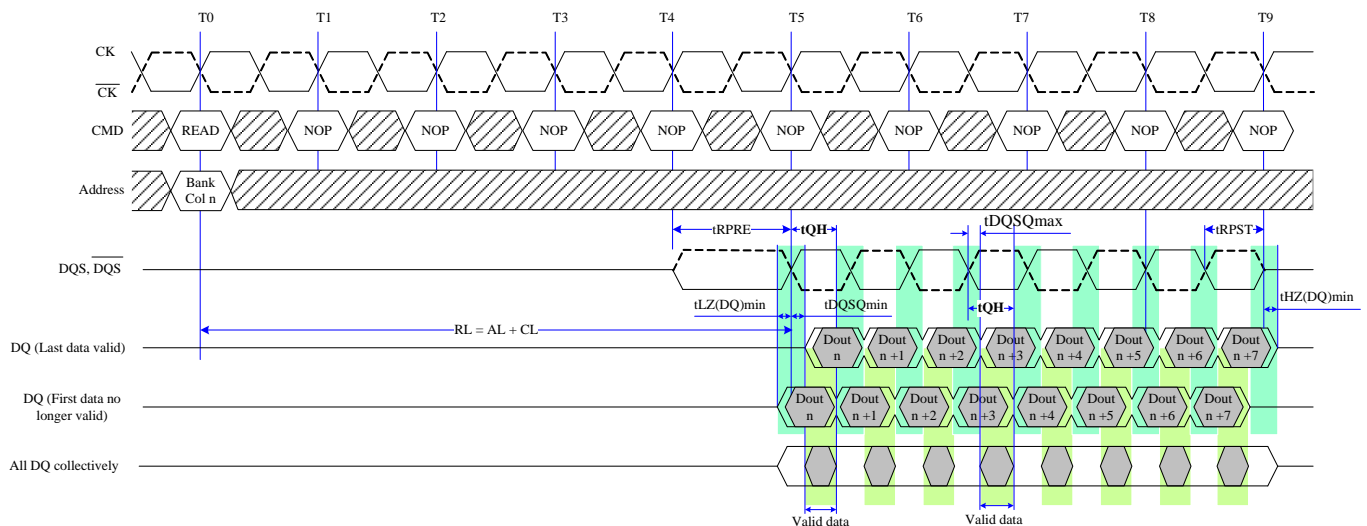 T0 T1 T2 T3 T4 T5 T6 T7 T8 T9
CK
CK
CMD READ NOP NOP NOP NOP NOP NOP NOP NOP NOP
Address Bank
Col n
tRPRE tQH tDQSQmax tRPST
DQS, DQS
tLZ(DQ)min tDQSQmin tQH tHZ(DQ)min
RL = AL + CL
DQ (Last data valid)
Dout Dout Dout Dout Dout Dout Dout Dout
n n +1 n +2 n +3 n +4 n +5 n +6 n +7
DQ (First data no
longer valid)
Dout Dout Dout Dout Dout Dout Dout Dout
n n +1 n +2 n +3 n +4 n +5 n +6 n +7
All DQ collectively
Valid data Valid data